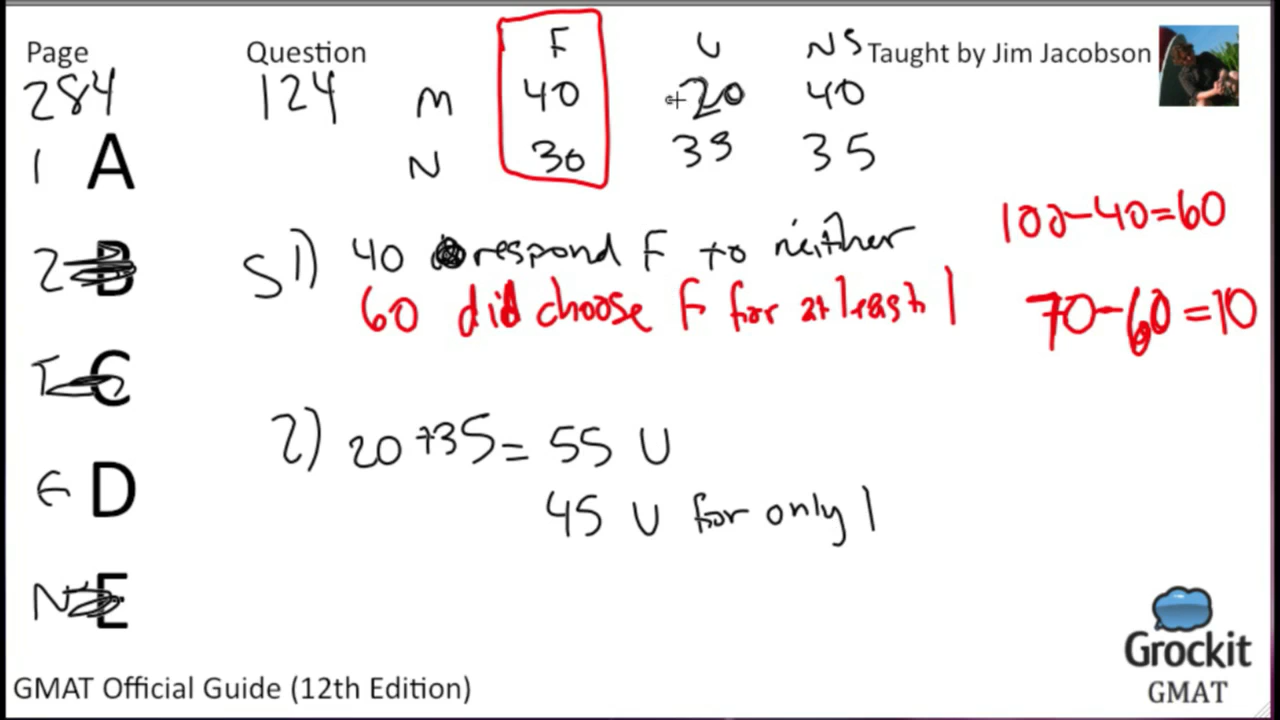 Page Question F U NS Taught by Jim Jacobson
284 124 M 40 20 40
N 30 35 35
1 A
2 B
T C
E D
N E
S1) 40 respond F to neither
60 did choose F for at least 1
100-40=60
70-60=10
2) 20+35= 55 U
45 U for only 1
Grockit
GMAT
GMAT Official Guide (12th Edition)